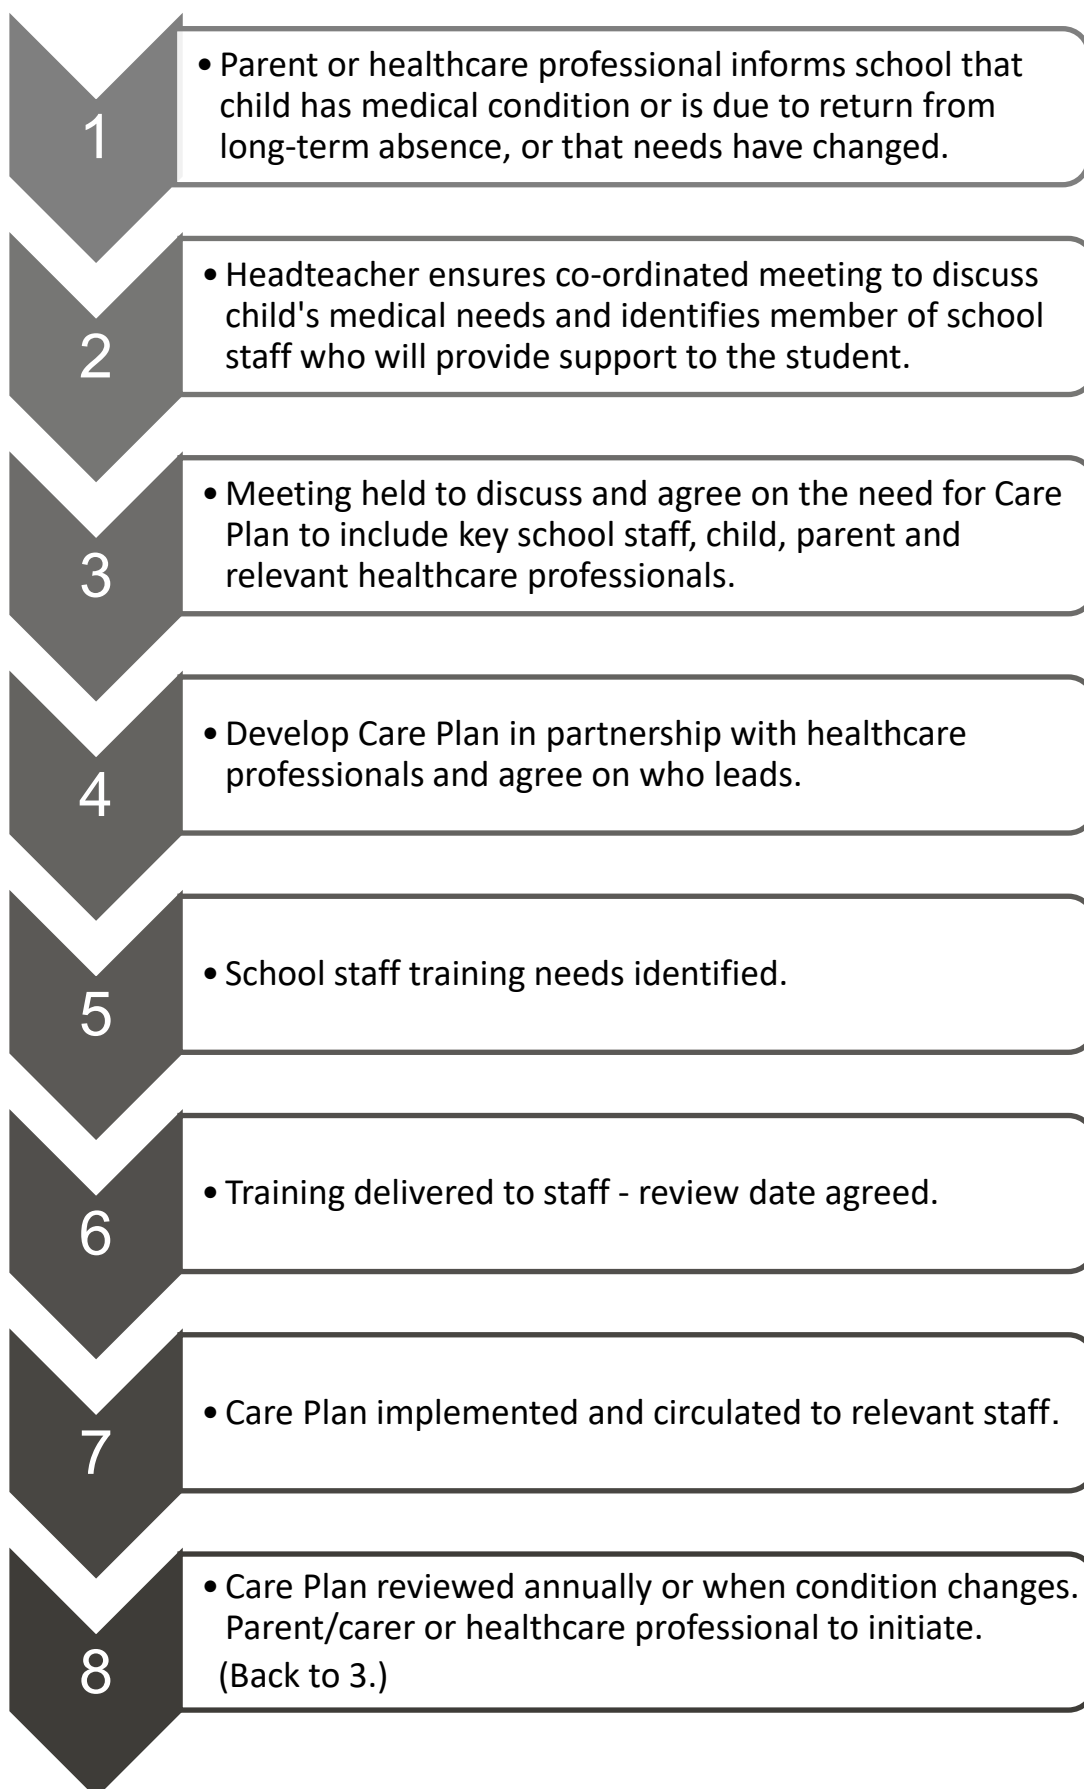 1
• Parent or healthcare professional informs school that
child has medical condition or is due to return from
long-term absence, or that needs have changed.
2
• Headteacher ensures co-ordinated meeting to discuss
child's medical needs and identifies member of school
staff who will provide support to the student.
3
• Meeting held to discuss and agree on the need for Care
Plan to include key school staff, child, parent and
relevant healthcare professionals.
4
• Develop Care Plan in partnership with healthcare
professionals and agree on who leads.
5
• School staff training needs identified.
6
• Training delivered to staff - review date agreed.
7
• Care Plan implemented and circulated to relevant staff.
8
• Care Plan reviewed annually or when condition changes.
Parent/carer or healthcare professional to initiate.
(Back to 3.)